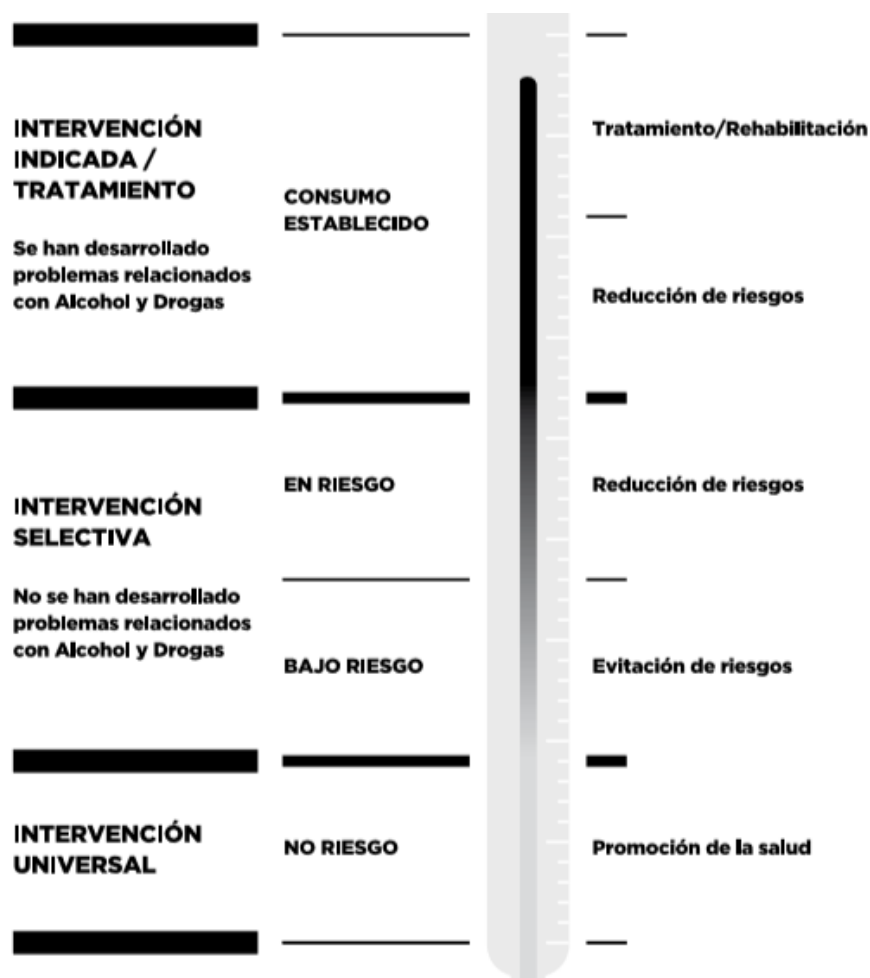 INTERVENCIÓN
INDICADA /
TRATAMIENTO
Se han desarrollado
problemas relacionados
con Alcohol y Drogas
CONSUMO
ESTABLECIDO
Tratamiento/Rehabilitación
Reducción de riesgos
INTERVENCIÓN
SELECTIVA
No se han desarrollado
problemas relacionados
con Alcohol y Drogas
EN RIESGO
Reducción de riesgos
BAJO RIESGO
Evitación de riesgos
INTERVENCIÓN
UNIVERSAL
NO RIESGO
Promoción de la salud